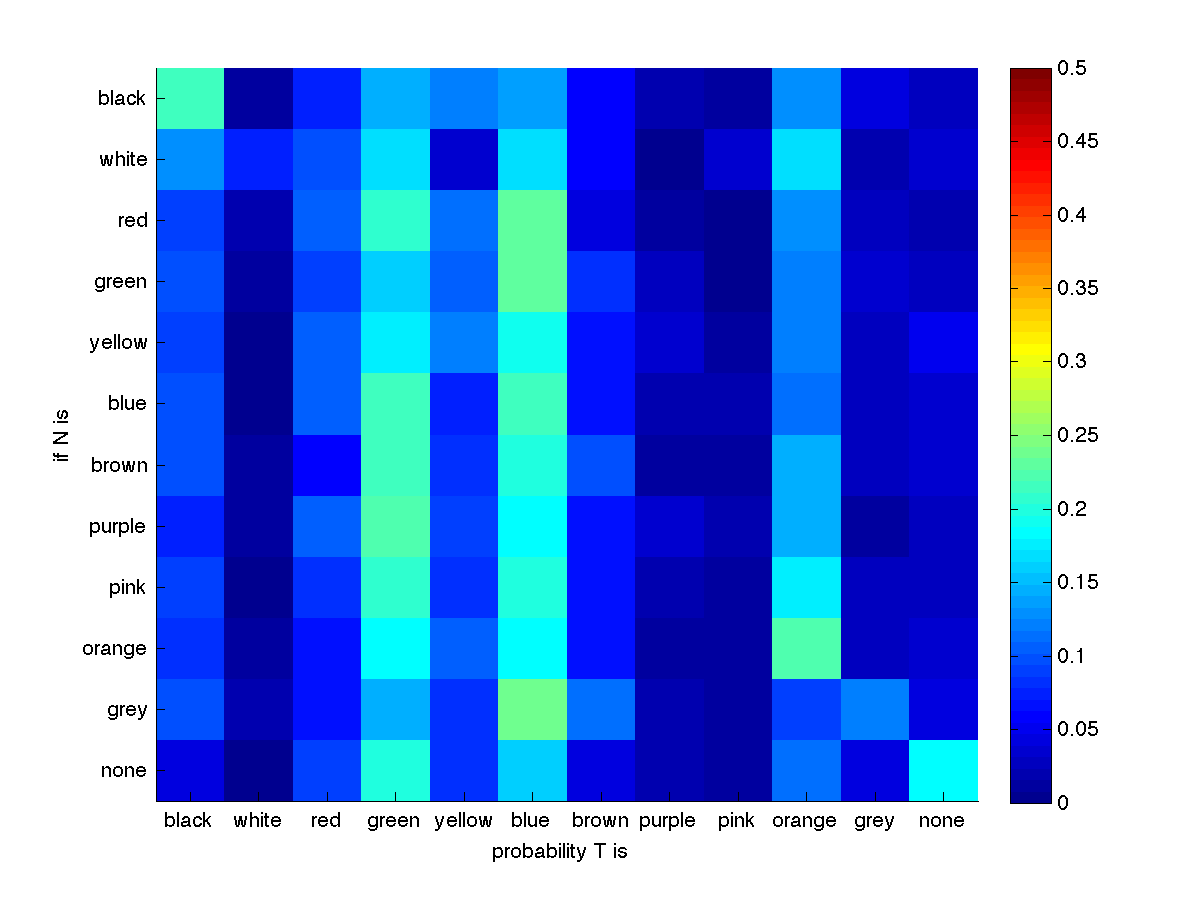 black
white
red
green
yellow
blue
brown
purple
pink
orange
grey
none
if N is
black white red green yellow blue brown purple pink orange grey none
probability T is
0.5
0.45
0.4
0.35
0.3
0.25
0.2
0.15
0.1
0.05
0